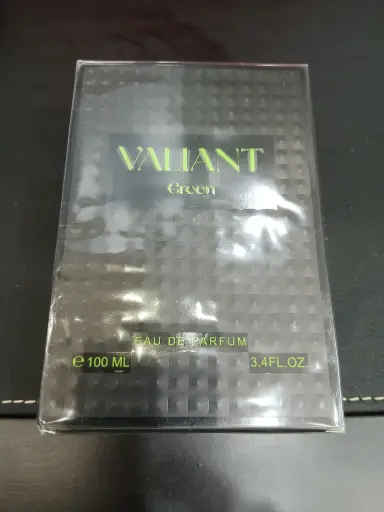 VALIANT
Green
EAU DE PARFUM
e 100 ML 3.4FL.OZ.